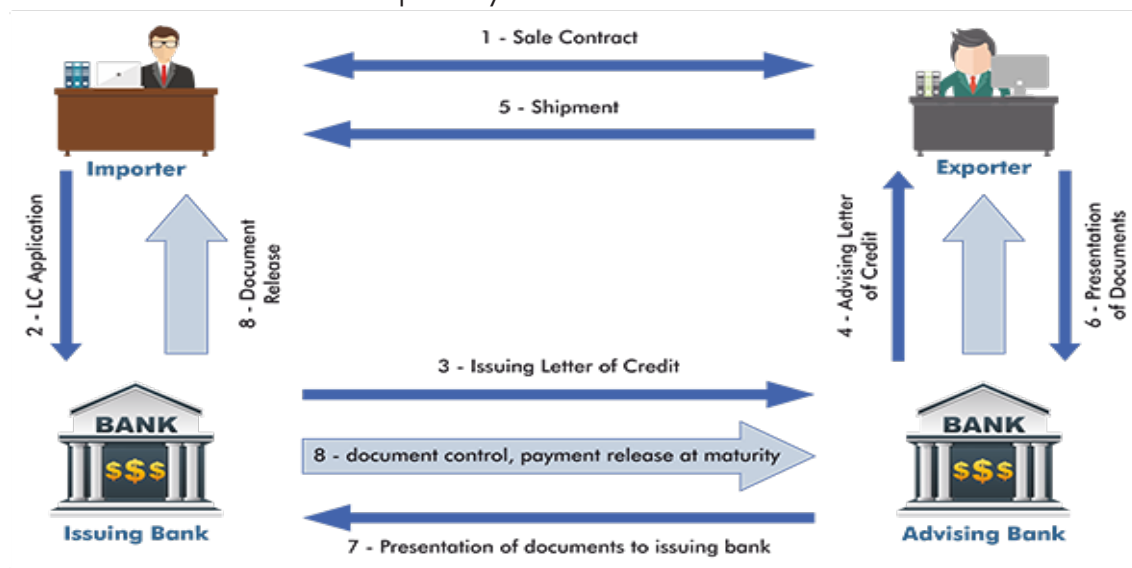 1 - Sale Contract
5 - Shipment
Importer
Exporter
2 - LC Application
8 - Document
Release
4 - Advising Letter
of Credit
6 - Presentation
of Documents
3 - Issuing Letter of Credit
BANK
$$$
Issuing Bank
8 - document control, payment release at maturity
BANK
$$$
Advising Bank
7 - Presentation of documents to issuing bank